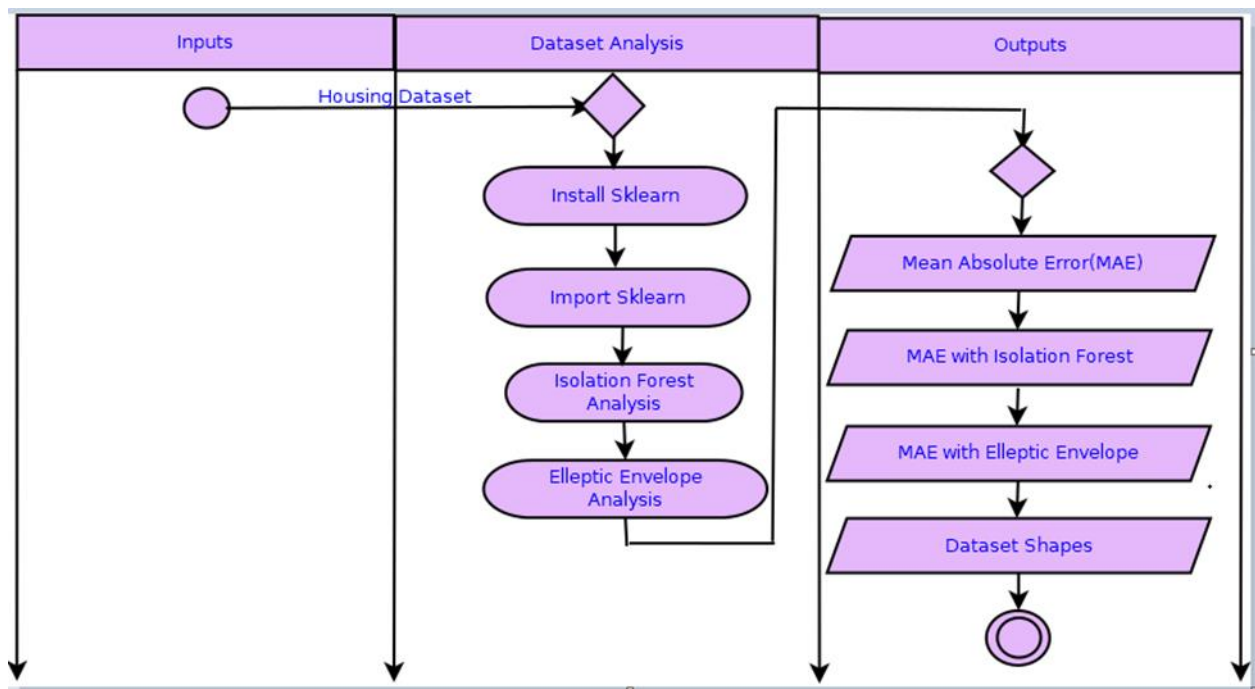 Inputs
Dataset Analysis
Outputs
Housing Dataset
Install Sklearn
Import Sklearn
Isolation Forest
Analysis
Elleptic Envelope
Analysis
Mean Absolute Error(MAE)
MAE with Isolation Forest
MAE with Elleptic Envelope
Dataset Shapes